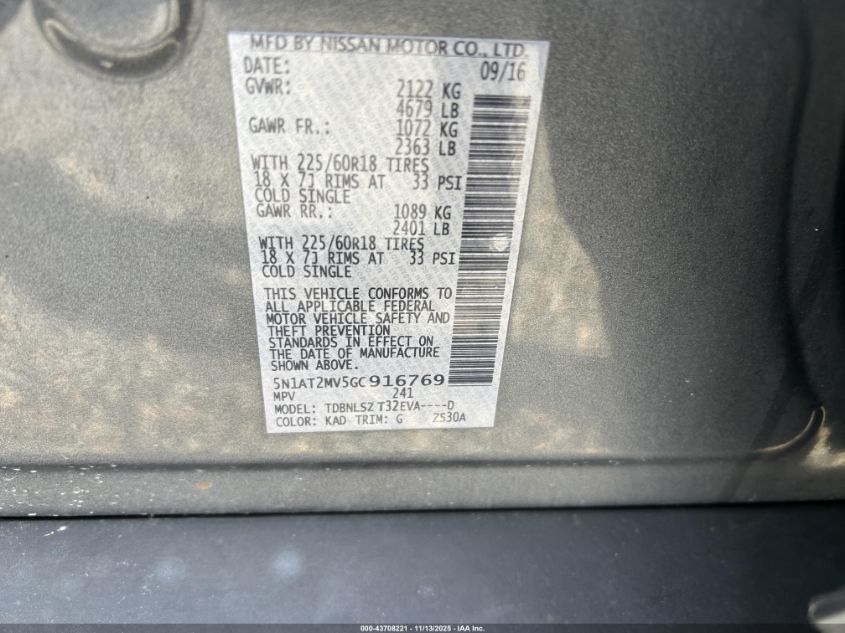 MFD BY NISSAN MOTOR CO., LTD.
DATE: 09/16
GVWR: 2122 KG
4679 LB
GAWR FR.: 1072 KG
2363 LB
WITH 225/60R18 TIRES
18 X 7J RIMS AT 33 PSI
COLD SINGLE
GAWR RR.: 1089 KG
2401 LB
WITH 225/60R18 TIRES
18 X 7J RIMS AT 33 PSI
COLD SINGLE
THIS VEHICLE CONFORMS TO
ALL APPLICABLE FEDERAL
MOTOR VEHICLE SAFETY AND
THEFT PREVENTION
STANDARDS IN EFFECT ON
THE DATE OF MANUFACTURE
SHOWN ABOVE.
5N1AT2MV5GC916769
MPV 241
MODEL: TDBNLSZ T32EVA----D
COLOR: KAD TRIM: G ZS30A
000-43708221 - 11/13/2025 - IAA Inc.